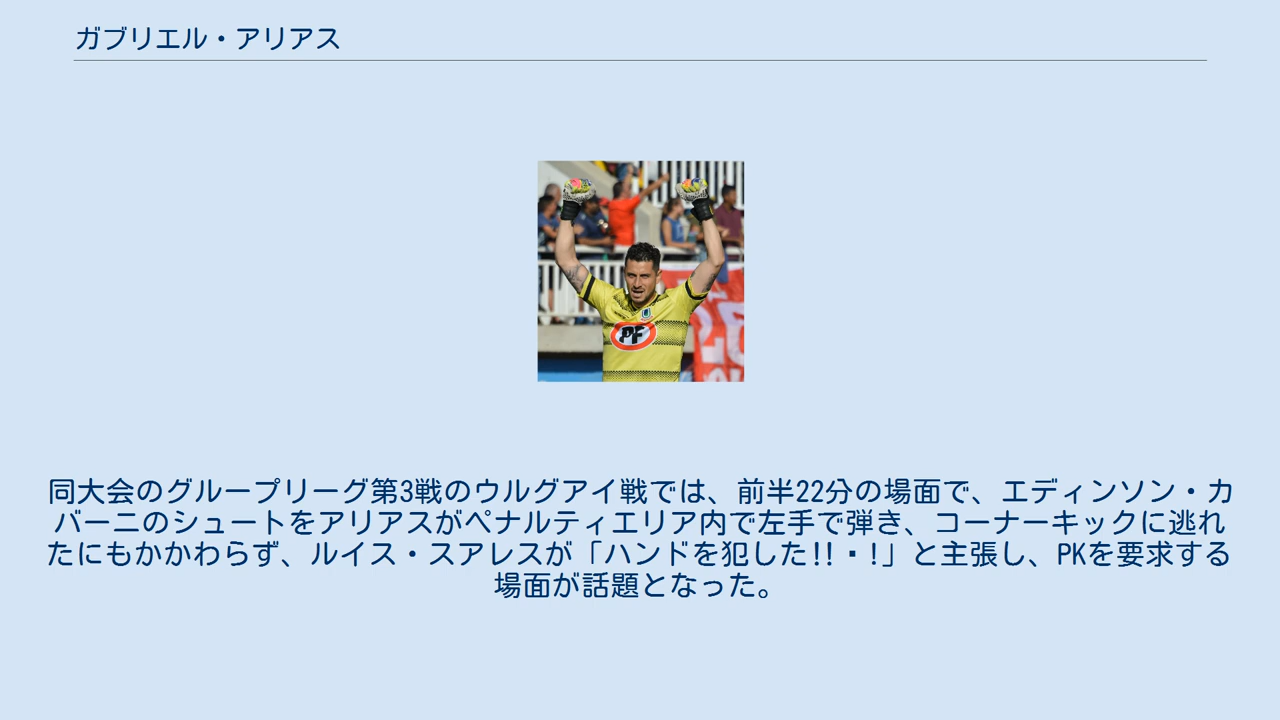 ガブリエル・アリアス
PF
同大会のグループリーグ第3戦のウルグアイ戦では、前半22分の場面で、エディンソン・カ
バーニのシュートをアリアスがペナルティエリア内で左手で弾き、コーナーキックに逃れ
たにもかかわらず、ルイス・スアレスが「ハンドを犯した!!・!」と主張し、PKを要求する
場面が話題となった。